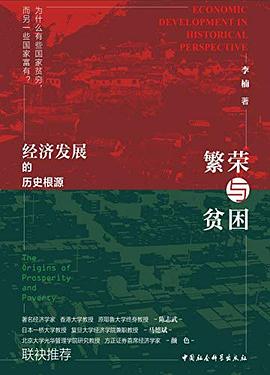 ECONOMIC
DEVELOPMENT IN
HISTORICAL
PERSPECTIVE
为什么有些国家贫穷，
而另一些国家富有？
李楠 著
经济发展
的
历史根源
繁荣
与
贫困
The
Origins of
Prosperity
and
Poverty
著名经济学家 香港大学教授 原耶鲁大学终身教授 -陈志武-
日本一桥大学教授 复旦大学经济学院兼职教授 -马德斌-
北京大学光华管理学院研究教授 方正证券首席经济学家 -颜 色-
联袂推荐
中国社会科学出版社